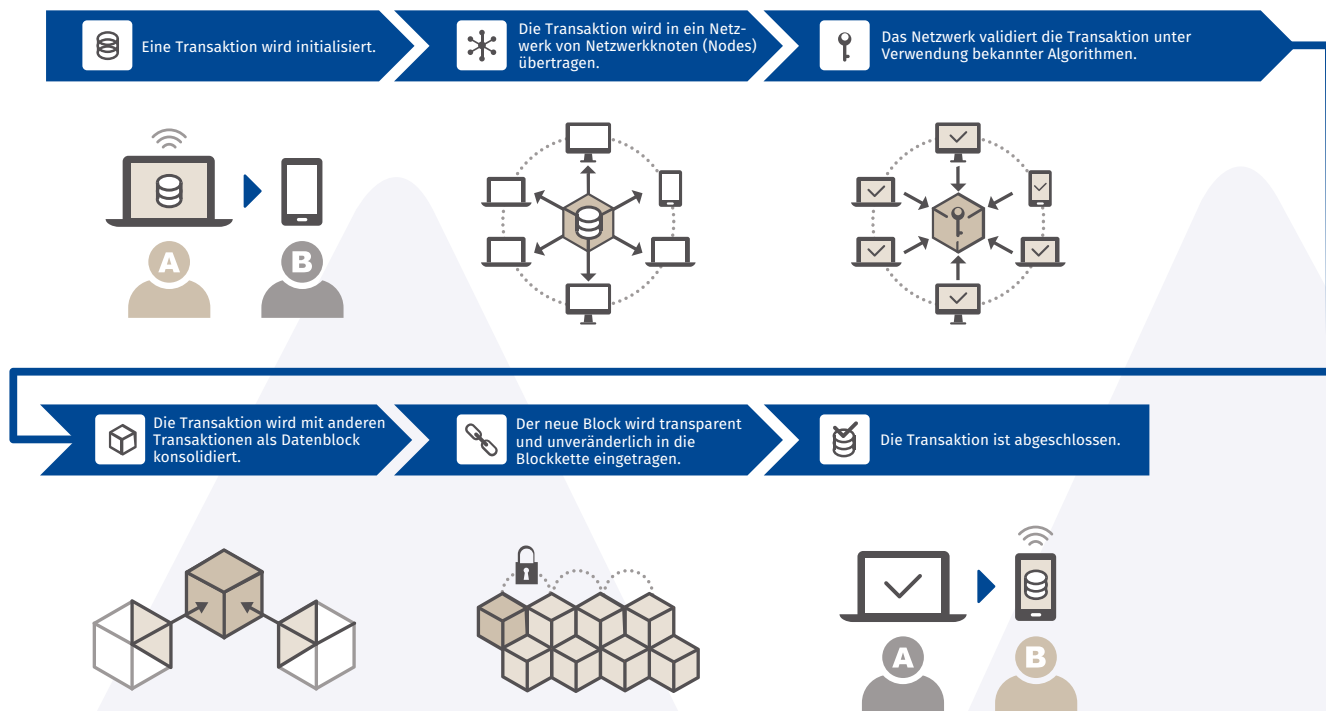 Eine Transaktion wird initialisiert.
Die Transaktion wird in ein Netz-
werk von Netzwerkknoten (Nodes)
übertragen.
Das Netzwerk validiert die Transaktion unter
Verwendung bekannter Algorithmen.
A
B
Die Transaktion wird mit anderen
Transaktionen als Datenblock
konsolidiert.
Der neue Block wird transparent
und unveränderlich in die
Blockkette eingetragen.
Die Transaktion ist abgeschlossen.
A
B